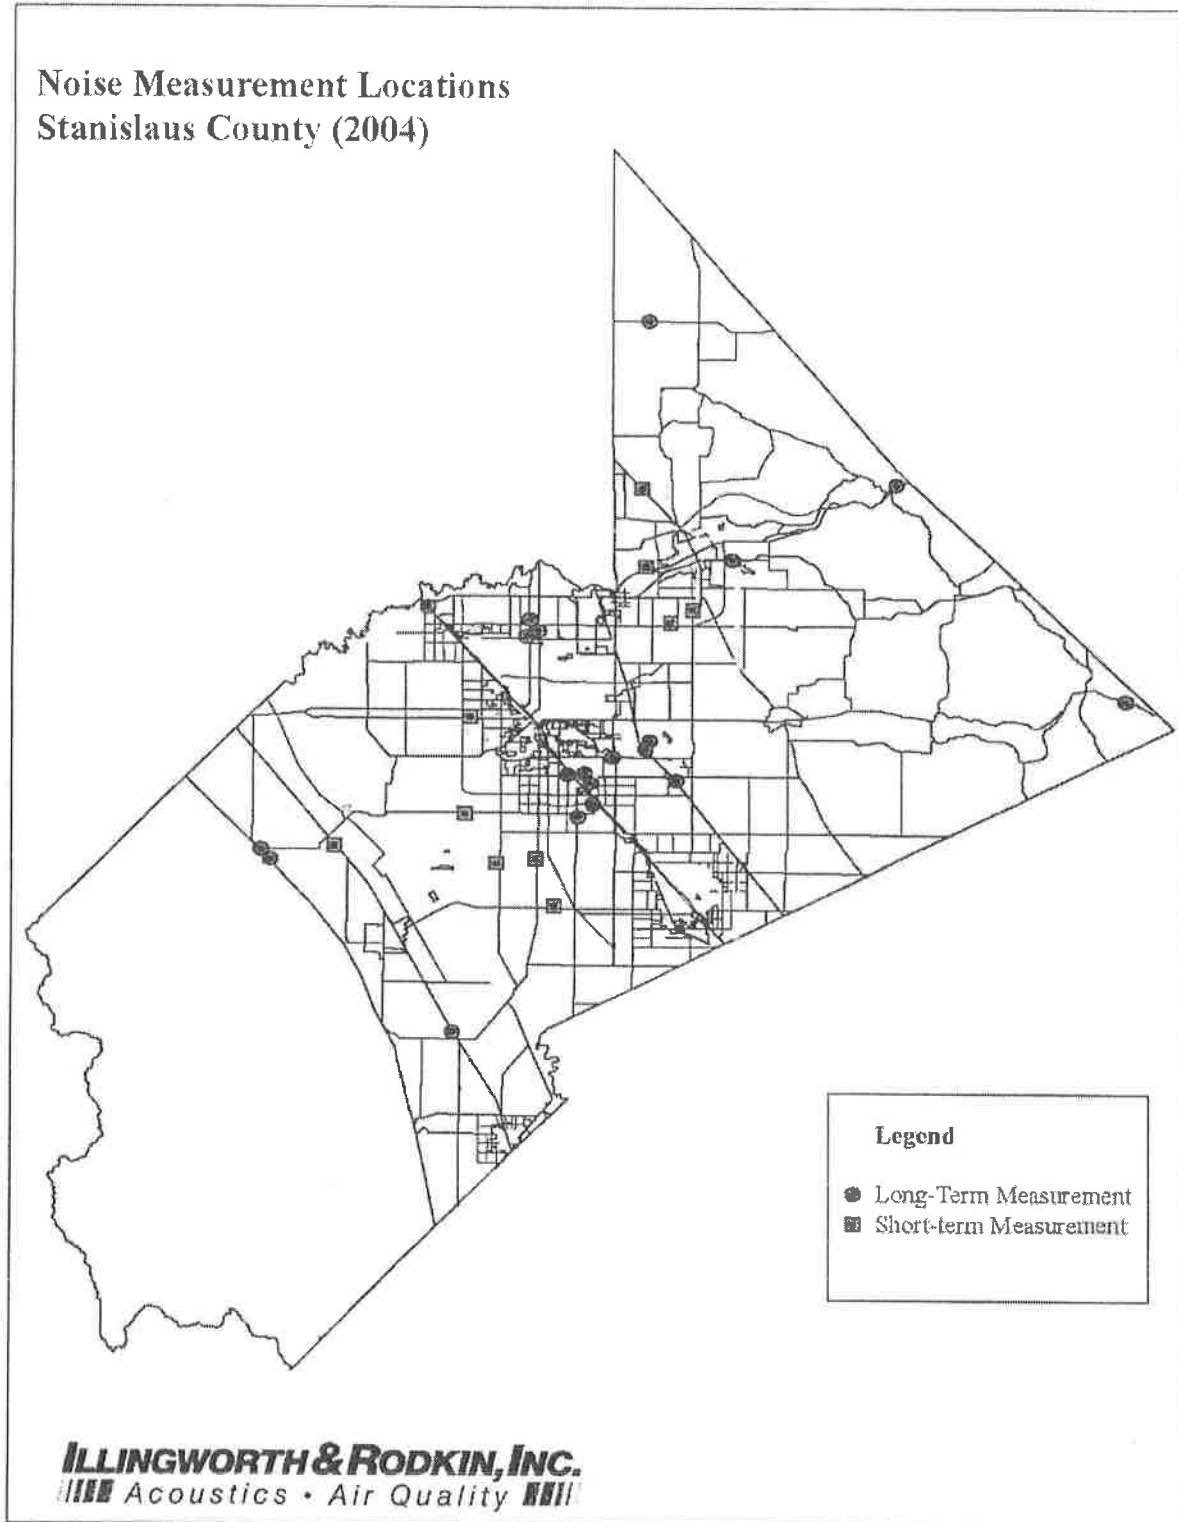 Noise Measurement Locations
Stanislaus County (2004)
Legend
Long-Term Measurement
Short-term Measurement
ILLINGWORTH & RODKIN, INC.
Acoustics • Air Quality